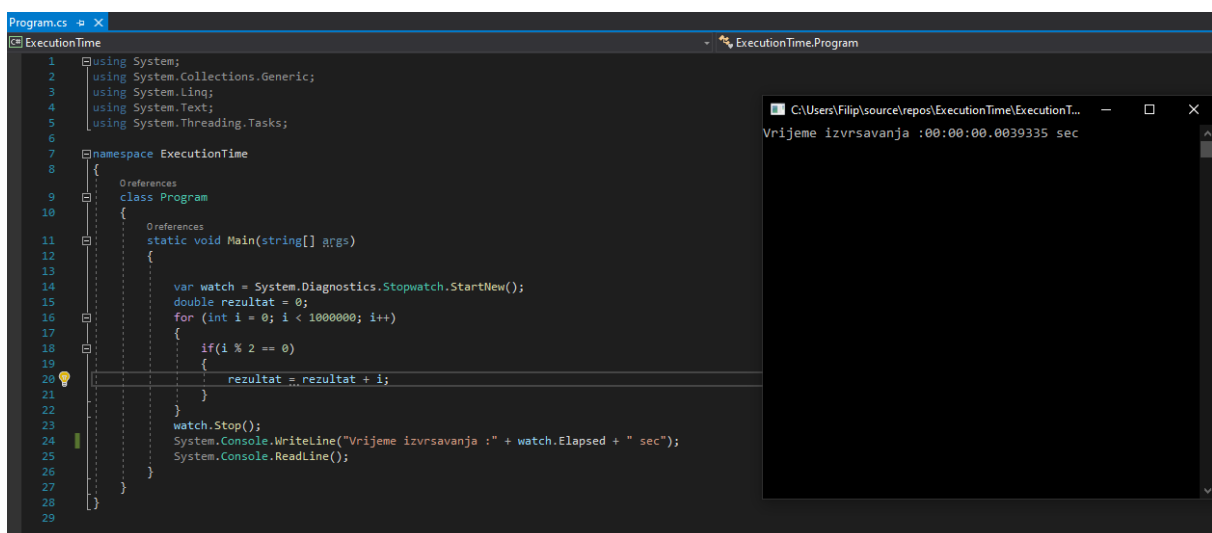 Program.cs
C# ExecutionTime
ExecutionTime.Program
1 using System;
2 using System.Collections.Generic;
3 using System.Linq;
4 using System.Text;
5 using System.Threading.Tasks;
6
7 namespace ExecutionTime
8 {
0 references
9 class Program
10 {
0 references
11 static void Main(string[] args)
12 {
13
14 var watch = System.Diagnostics.Stopwatch.StartNew();
15 double rezultat = 0;
16 for (int i = 0; i < 1000000; i++)
17 {
18 if(i % 2 == 0)
19 {
20 rezultat = rezultat + i;
21 }
22 }
23 watch.Stop();
24 System.Console.WriteLine("Vrijeme izvrsavanja :" + watch.Elapsed + " sec");
25 System.Console.ReadLine();
26 }
27 }
28 }
29
C:\Users\Filip\source\repos\ExecutionTime\ExecutionT...
Vrijeme izvrsavanja :00:00:00.0039335 sec